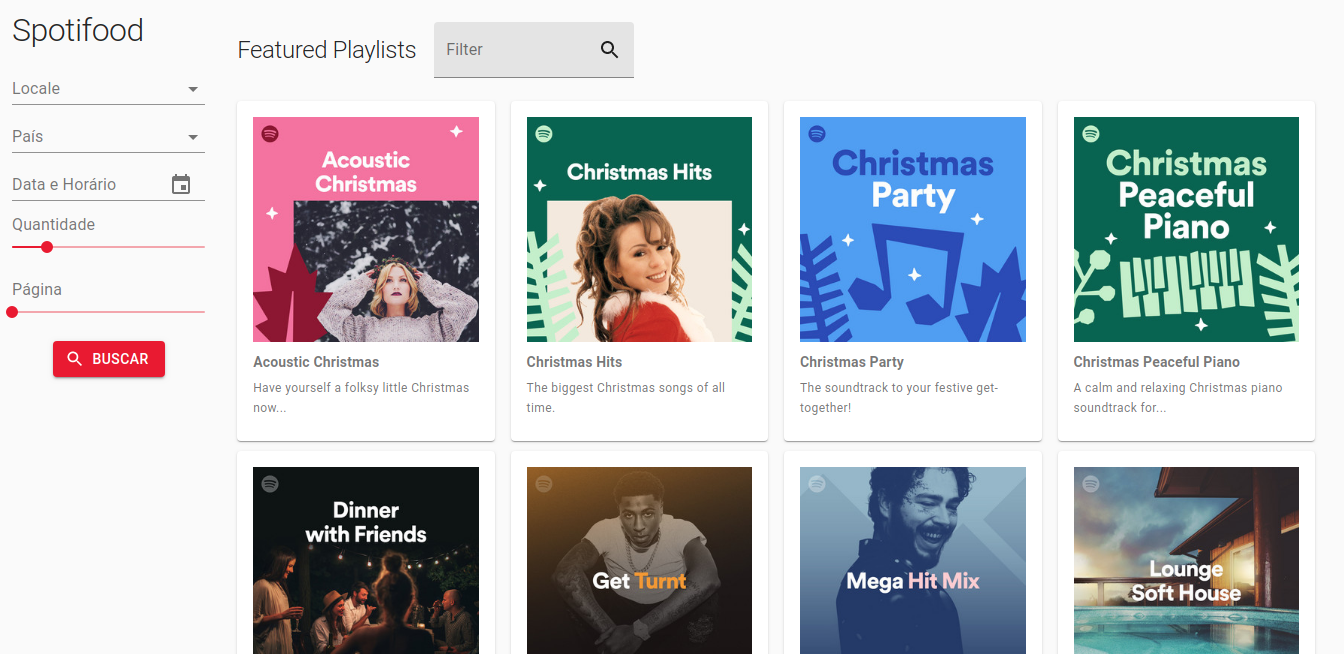 Spotifood
Locale
País
Data e Horário
Quantidade
Página
BUSCAR
Featured Playlists
Filter
Acoustic
Christmas
Acoustic Christmas
Have yourself a folksy little Christmas
now...
Christmas Hits
Christmas Hits
The biggest Christmas songs of all
time.
Christmas
Party
Christmas Party
The soundtrack to your festive get-
together!
Christmas
Peaceful
Piano
Christmas Peaceful Piano
A calm and relaxing Christmas piano
soundtrack for...
Dinner
with Friends
Get Turnt
Mega Hit Mix
Lounge
Soft House